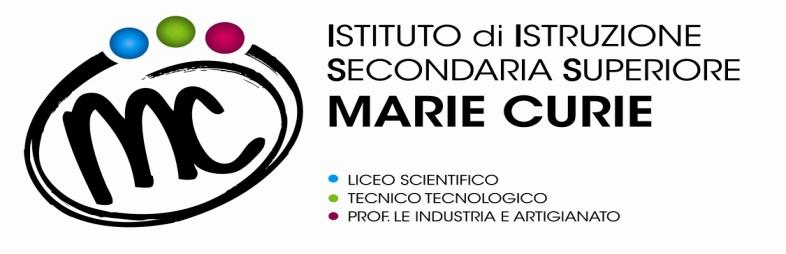 mc
ISTITUTO di ISTRUZIONE
SECONDARIA SUPERIORE
MARIE CURIE
LICEO SCIENTIFICO
TECNICO TECNOLOGICO
PROF. LE INDUSTRIA E ARTIGIANATO